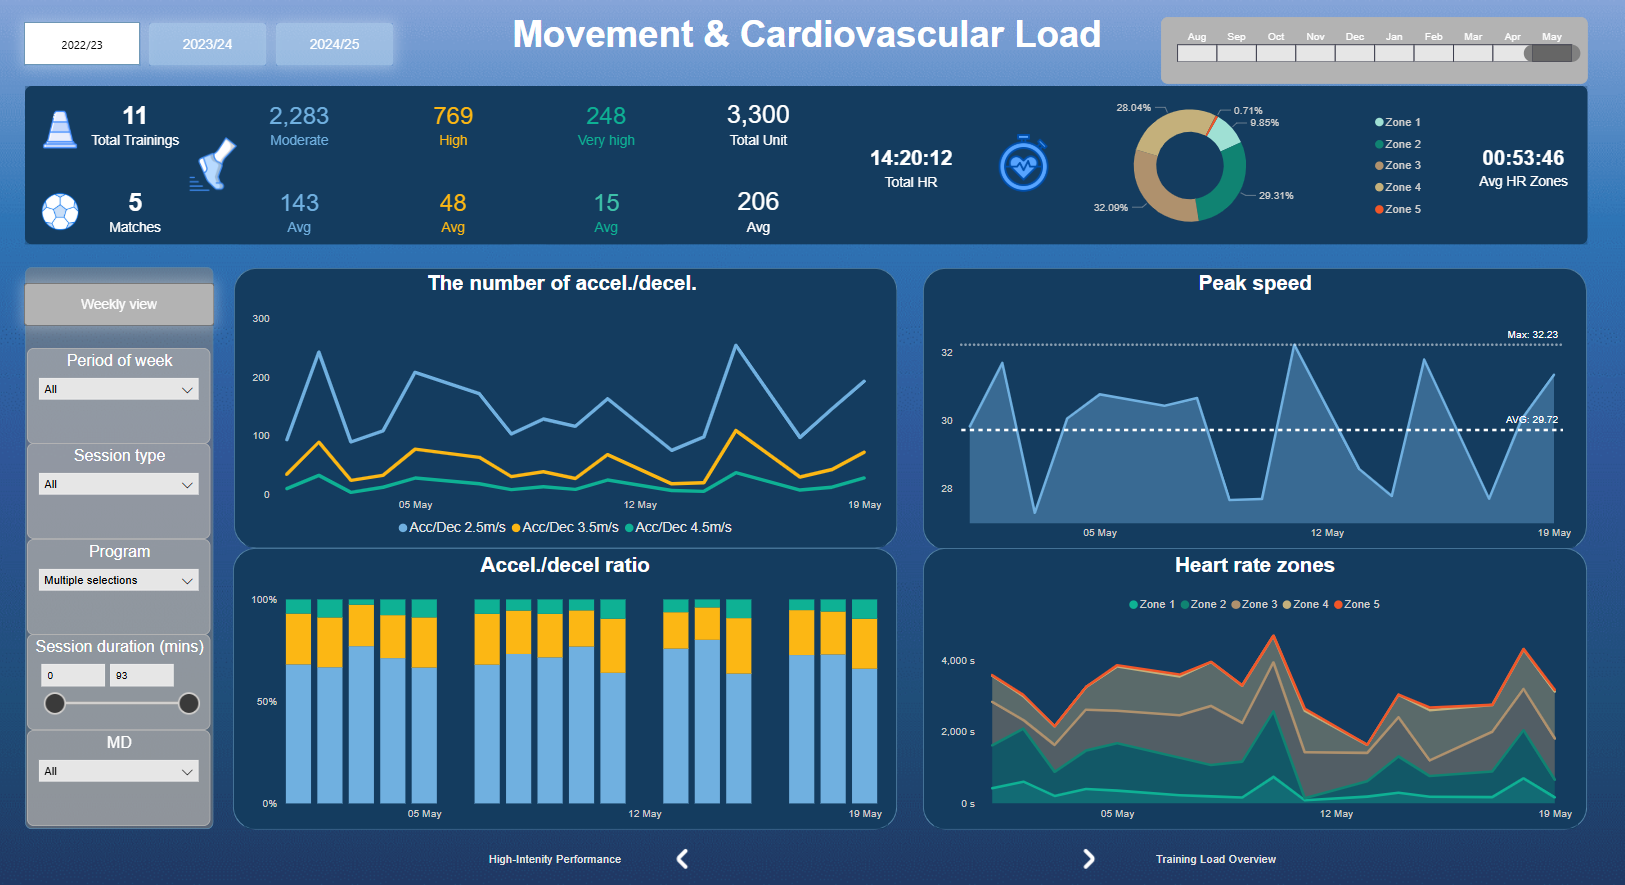 2022/23
2023/24
2024/25
Movement & Cardiovascular Load
Aug Sep Oct Nov Dec Jan Feb Mar Apr May
11
Total Trainings
5
Matches
2,283
Moderate
769
High
248
Very high
3,300
Total Unit
143
Avg
48
Avg
15
Avg
206
Avg
14:20:12
Total HR
28.04%
0.71%
9.85%
29.31%
32.09%
Zone 1
Zone 2
Zone 3
Zone 4
Zone 5
00:53:46
Avg HR Zones
Weekly view
Period of week
All
Session type
All
Program
Multiple selections
Session duration (mins)
0 93
MD
All
The number of accel./decel.
300
200
100
0
05 May 12 May 19 May
Acc/Dec 2.5m/s Acc/Dec 3.5m/s Acc/Dec 4.5m/s
Peak speed
Max: 32.23
32
AVG: 29.72
30
28
05 May 12 May 19 May
Accel./decel ratio
100%
50%
0%
05 May 12 May 19 May
Heart rate zones
Zone 1 Zone 2 Zone 3 Zone 4 Zone 5
4,000 s
2,000 s
0 s
05 May 12 May 19 May
High-Intenity Performance
Training Load Overview